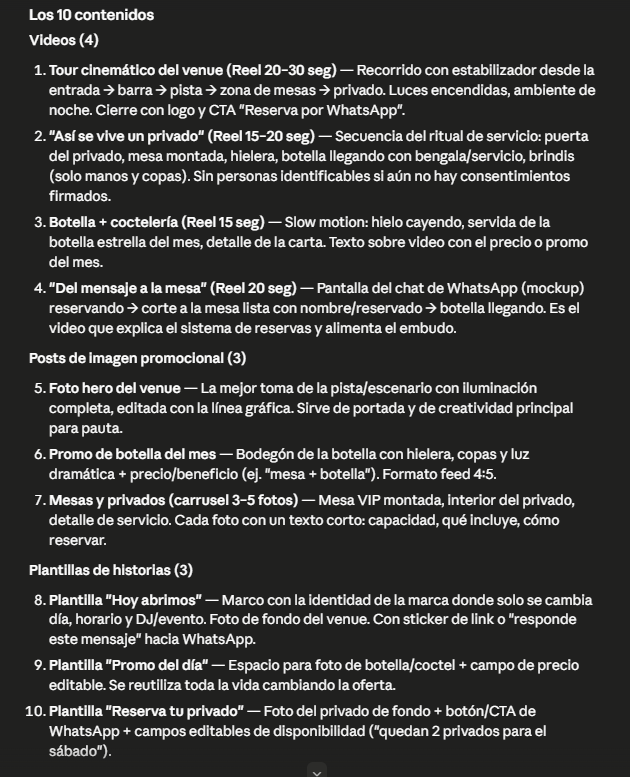 Los 10 contenidos
Videos (4)
1. Tour cinemático del venue (Reel 20–30 seg) — Recorrido con estabilizador desde la
entrada → barra → pista → zona de mesas → privado. Luces encendidas, ambiente de
noche. Cierre con logo y CTA "Reserva por WhatsApp".
2. "Así se vive un privado" (Reel 15–20 seg) — Secuencia del ritual de servicio: puerta
del privado, mesa montada, hielera, botella llegando con bengala/servicio, brindis
(solo manos y copas). Sin personas identificables si aún no hay consentimientos
firmados.
3. Botella + coctelería (Reel 15 seg) — Slow motion: hielo cayendo, servida de la
botella estrella del mes, detalle de la carta. Texto sobre video con el precio o promo
del mes.
4. "Del mensaje a la mesa" (Reel 20 seg) — Pantalla del chat de WhatsApp (mockup)
reservando → corte a la mesa lista con nombre/reservado → botella llegando. Es el
video que explica el sistema de reservas y alimenta el embudo.
Posts de imagen promocional (3)
5. Foto hero del venue — La mejor toma de la pista/escenario con iluminación
completa, editada con la línea gráfica. Sirve de portada y de creatividad principal
para pauta.
6. Promo de botella del mes — Bodegón de la botella con hielera, copas y luz
dramática + precio/beneficio (ej. "mesa + botella"). Formato feed 4:5.
7. Mesas y privados (carrusel 3–5 fotos) — Mesa VIP montada, interior del privado,
detalle de servicio. Cada foto con un texto corto: capacidad, qué incluye, cómo
reservar.
Plantillas de historias (3)
8. Plantilla "Hoy abrimos" — Marco con la identidad de la marca donde solo se cambia
día, horario y DJ/evento. Foto de fondo del venue. Con sticker de link o "responde
este mensaje" hacia WhatsApp.
9. Plantilla "Promo del día" — Espacio para foto de botella/coctel + campo de precio
editable. Se reutiliza toda la vida cambiando la oferta.
10. Plantilla "Reserva tu privado" — Foto del privado de fondo + botón/CTA de
WhatsApp + campos editables de disponibilidad ("quedan 2 privados para el
sábado").